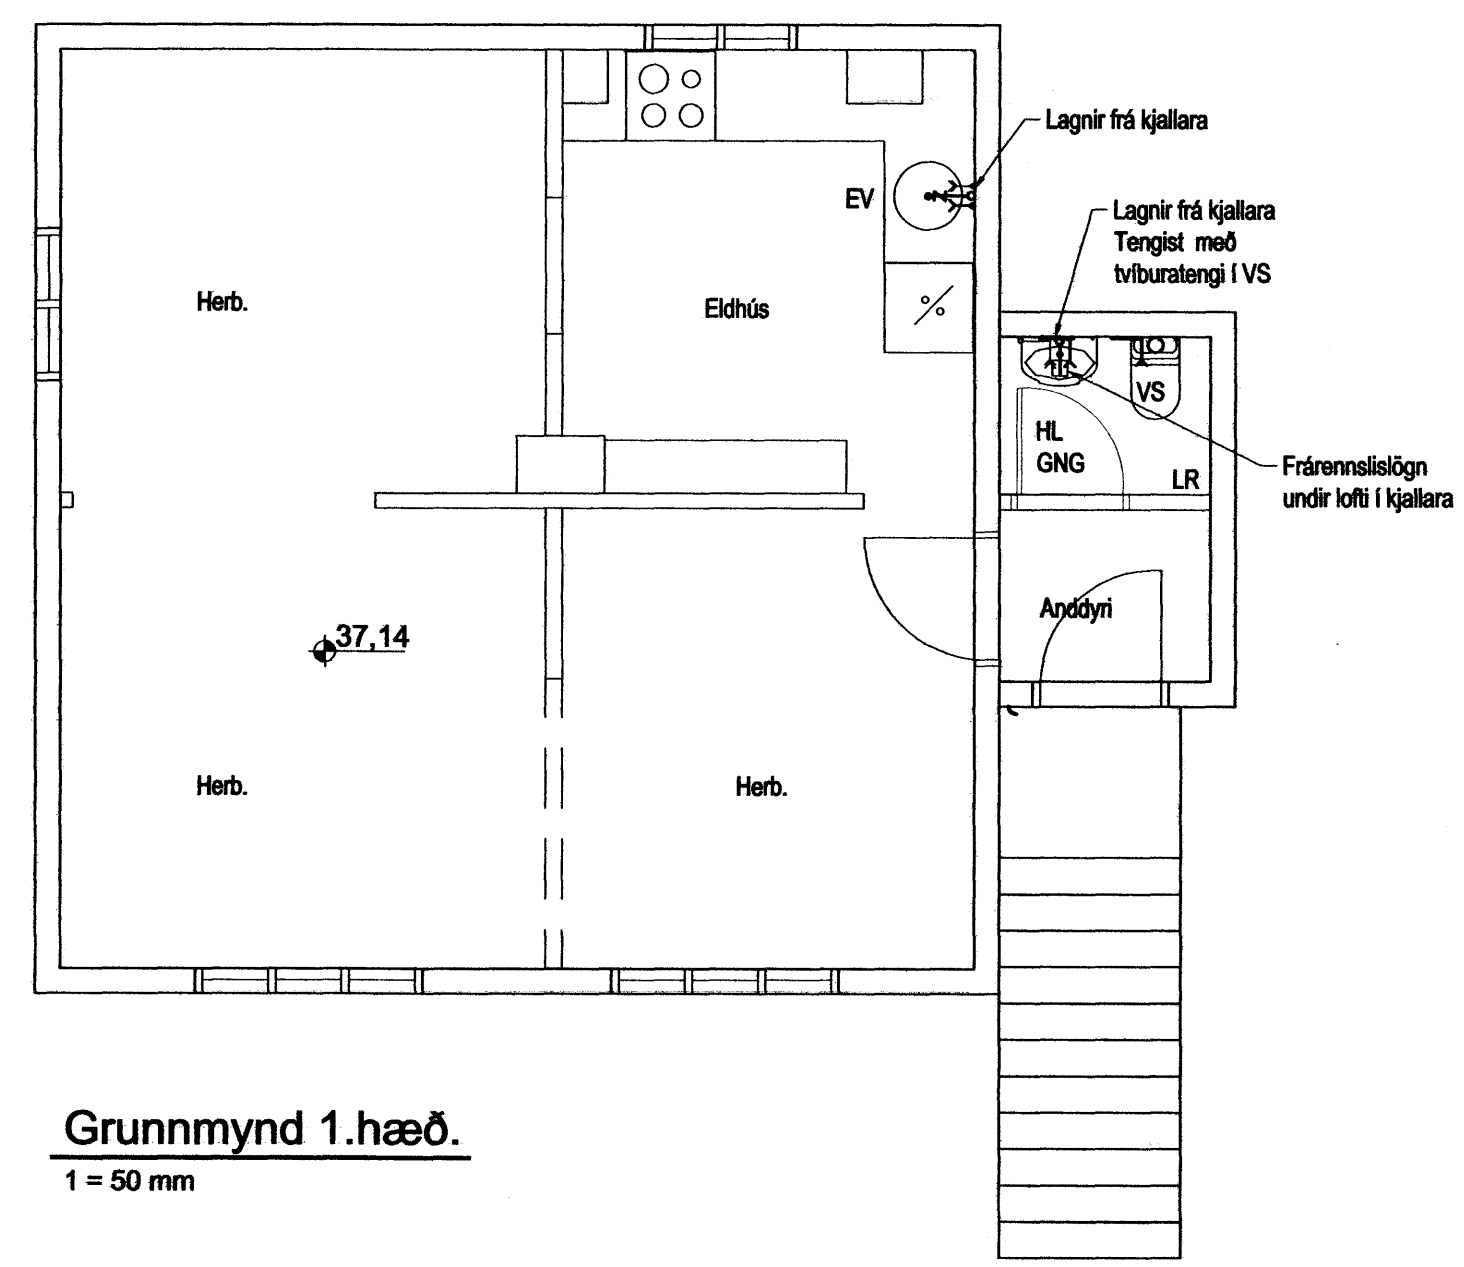 Lagnir frá kjallara
EV
Lagnir frá kjallara
Tengist með
tvíburatengi í VS
Herb.
Eldhús
VS
HL
GNG
LR
Frárennslislögn
undir lofti í kjallara
Anddyri
37,14
Herb.
Herb.
Grunnmynd 1.hæð.
1 = 50 mm